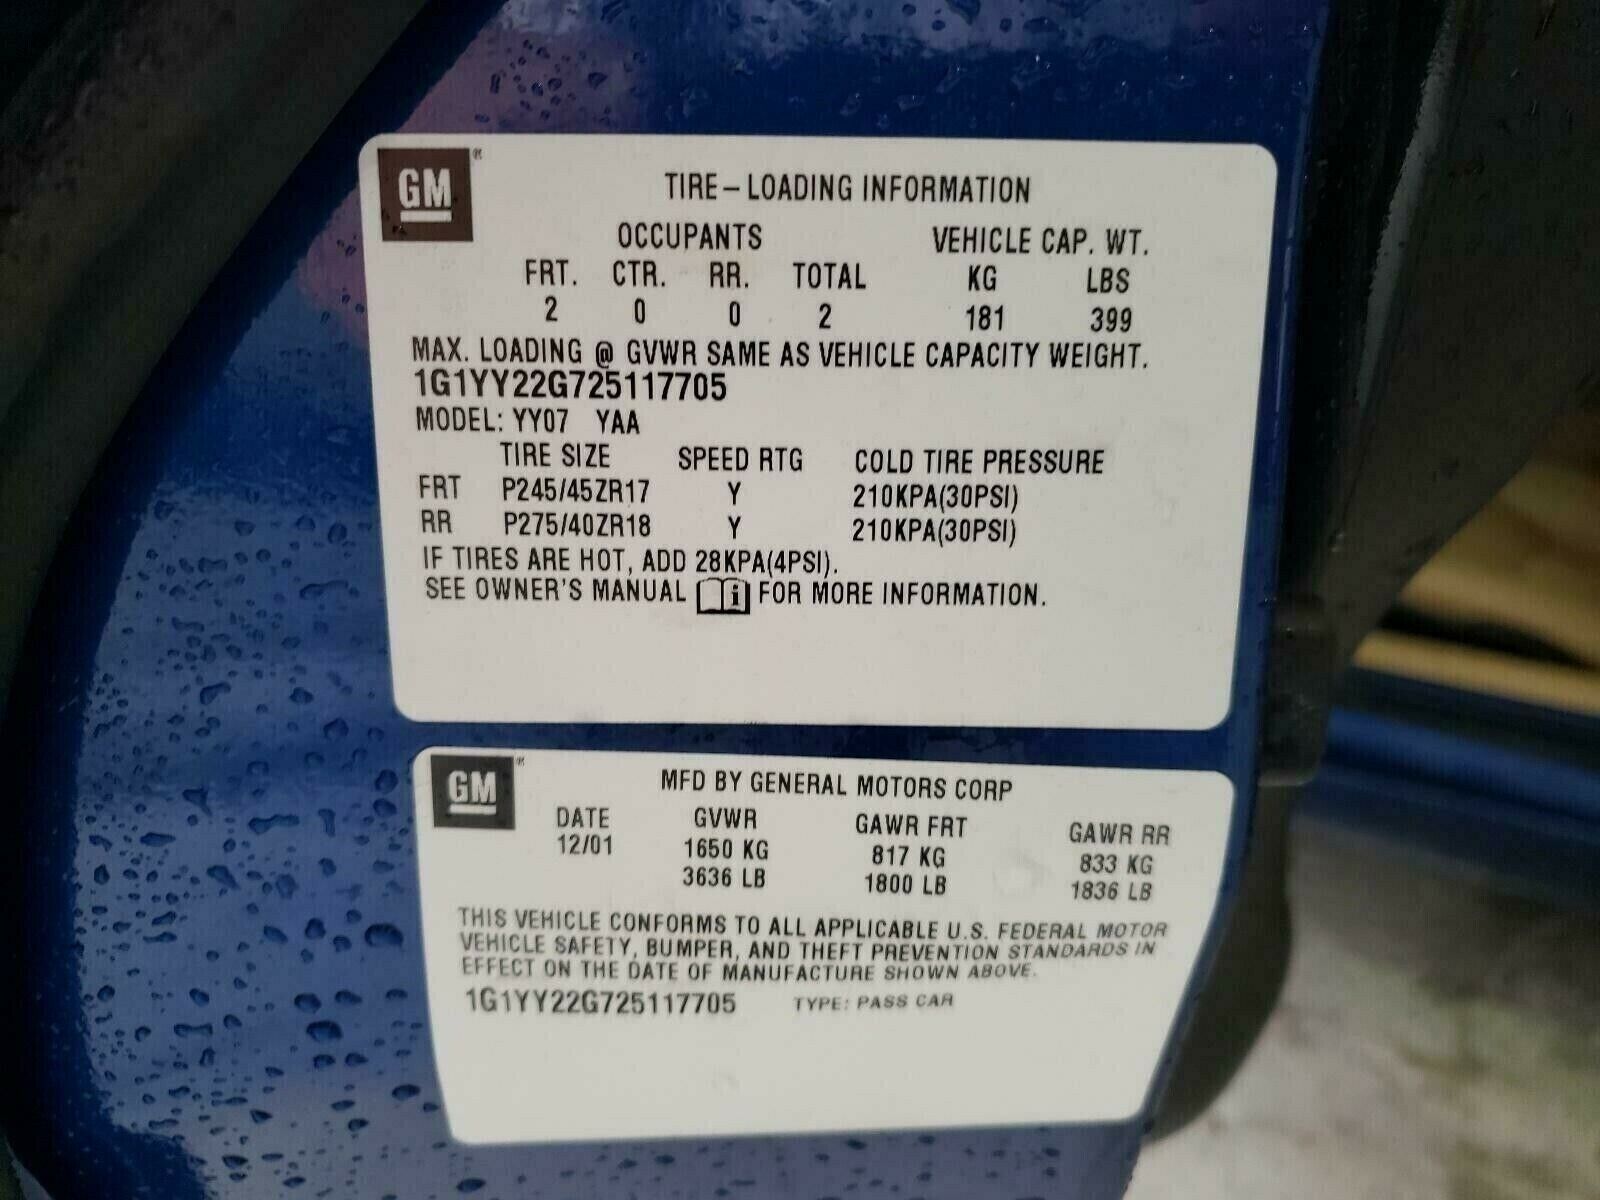 GM ® TIRE – LOADING INFORMATION
OCCUPANTS VEHICLE CAP. WT.
FRT. CTR. RR. TOTAL KG LBS
2 0 0 2 181 399
MAX. LOADING @ GVWR SAME AS VEHICLE CAPACITY WEIGHT.
1G1YY22G725117705
MODEL: YY07 YAA
TIRE SIZE SPEED RTG COLD TIRE PRESSURE
FRT P245/45ZR17 Y 210KPA(30PSI)
RR P275/40ZR18 Y 210KPA(30PSI)
IF TIRES ARE HOT, ADD 28KPA(4PSI).
SEE OWNER'S MANUAL i FOR MORE INFORMATION.
GM ® MFD BY GENERAL MOTORS CORP
DATE GVWR GAWR FRT GAWR RR
12/01 1650 KG 817 KG 833 KG
3636 LB 1800 LB 1836 LB
THIS VEHICLE CONFORMS TO ALL APPLICABLE U.S. FEDERAL MOTOR
VEHICLE SAFETY, BUMPER, AND THEFT PREVENTION STANDARDS IN
EFFECT ON THE DATE OF MANUFACTURE SHOWN ABOVE.
1G1YY22G725117705 TYPE: PASS CAR